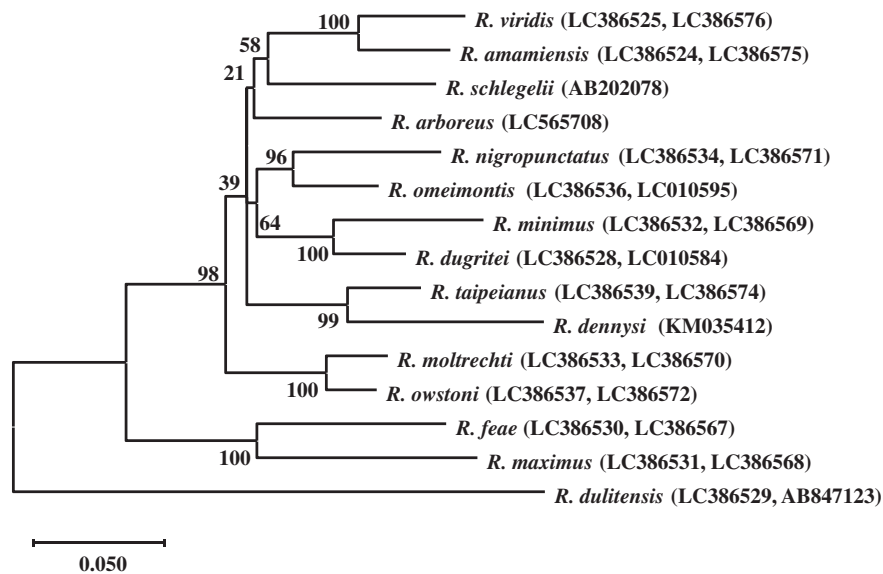 100
R. viridis (LC386525, LC386576)
58
R. amamiensis (LC386524, LC386575)
21
R. schlegelii (AB202078)
R. arboreus (LC565708)
96
R. nigropunctatus (LC386534, LC386571)
39
R. omeimontis (LC386536, LC010595)
64
R. minimus (LC386532, LC386569)
100
R. dugritei (LC386528, LC010584)
98
R. taipeianus (LC386539, LC386574)
99
R. dennysi (KM035412)
R. moltrechti (LC386533, LC386570)
100
R. owstoni (LC386537, LC386572)
R. feae (LC386530, LC386567)
100
R. maximus (LC386531, LC386568)
R. dulitensis (LC386529, AB847123)
0.050